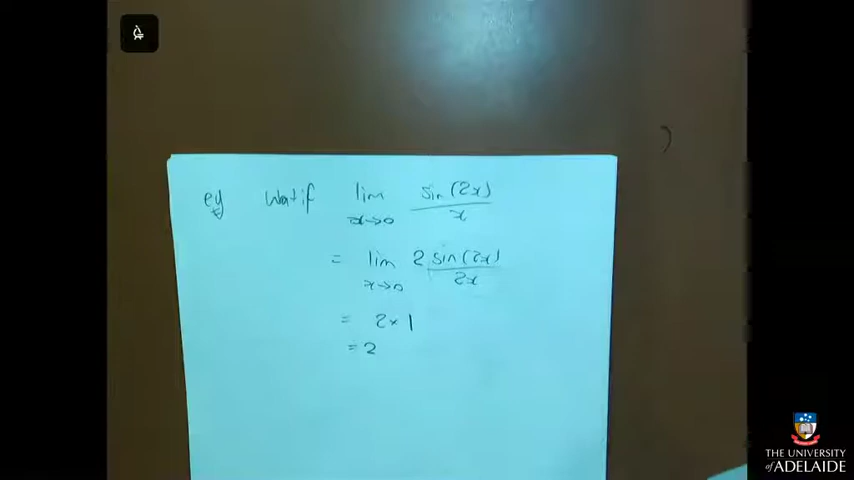 eg What if lim x→0 sin(2x)/x
= lim x→0 2 sin(2x)/2x
= 2×1
= 2
THE UNIVERSITY
of ADELAIDE